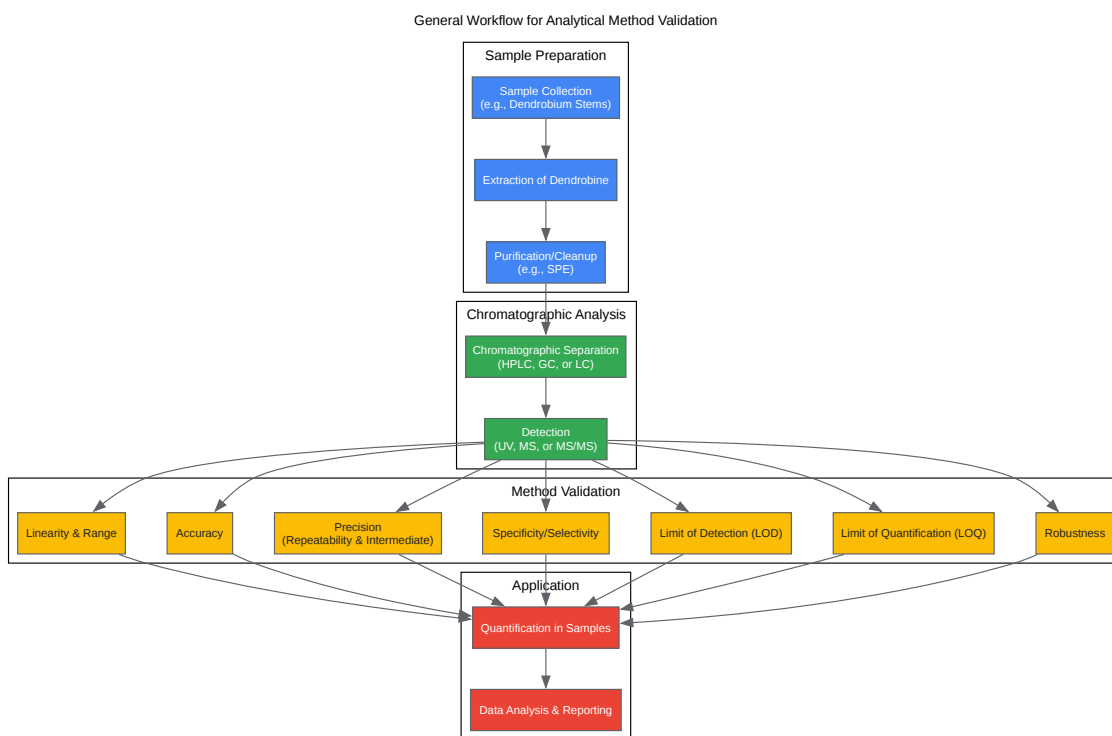 General Workflow for Analytical Method Validation
Sample Preparation
Sample Collection
(e.g., Dendrobium Stems)
Extraction of Dendrobine
Purification/Cleanup
(e.g., SPE)
Chromatographic Analysis
Chromatographic Separation
(HPLC, GC, or LC)
Detection
(UV, MS, or MS/MS)
Method Validation
Linearity & Range
Accuracy
Precision
(Repeatability & Intermediate)
Specificity/Selectivity
Limit of Detection (LOD)
Limit of Quantification (LOQ)
Robustness
Application
Quantification in Samples
Data Analysis & Reporting